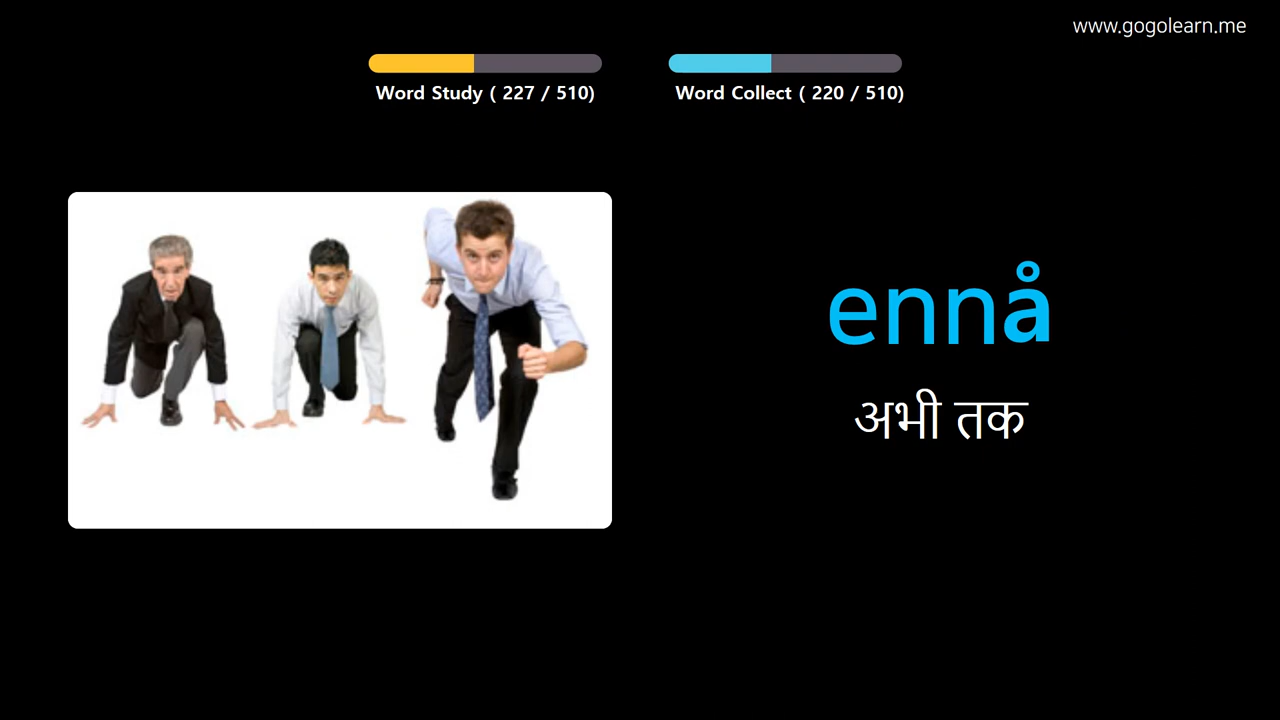 www.gogolearn.me
Word Study ( 227 / 510)
Word Collect ( 220 / 510)
ennå
अभी तक